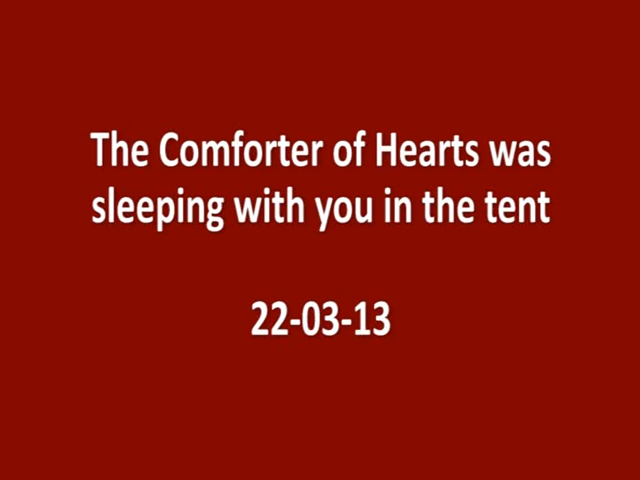 The Comforter of Hearts was
sleeping with you in the tent
22-03-13